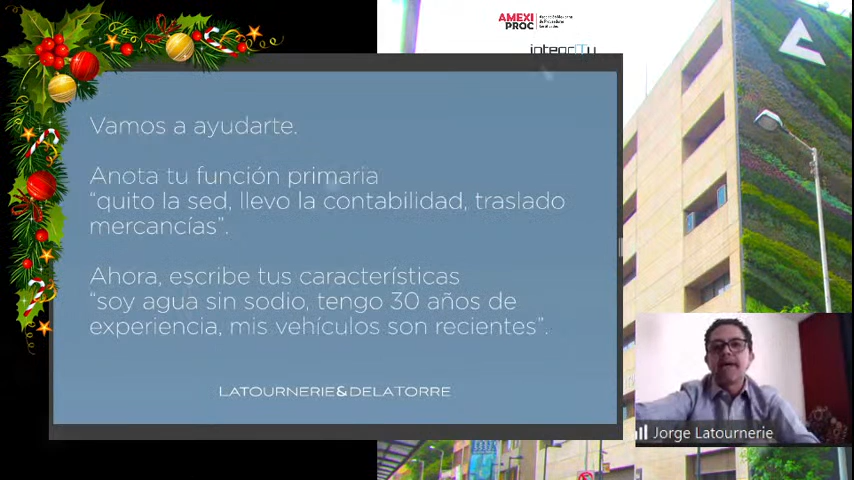 AMEXI
PROC
integrity
Vamos a ayudarte.
Anota tu función primaria
“quito la sed, llevo la contabilidad, traslado
mercancías”.
Ahora, escribe tus características
“soy agua sin sodio, tengo 30 años de
experiencia, mis vehículos son recientes”.
LATOURNERIE&DELATORRE
Jorge Latournerie